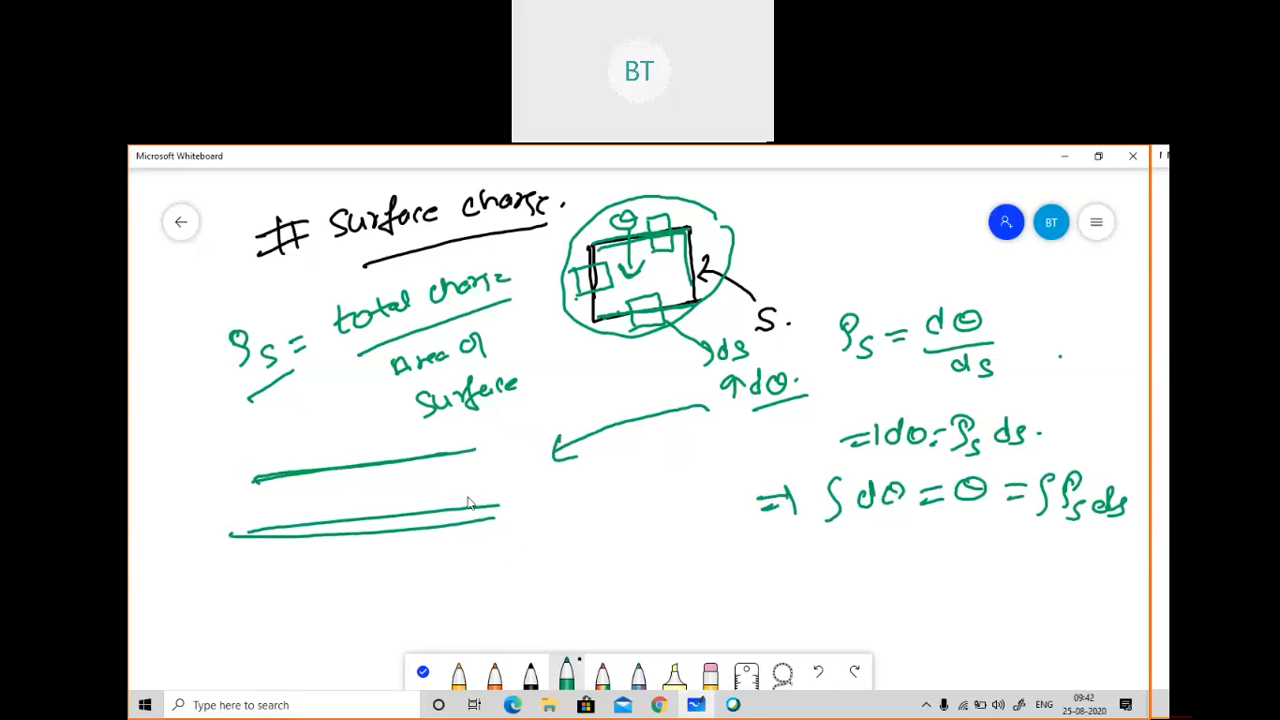 BT
Microsoft Whiteboard
# Surface charge.
BT
Q
S.
ρs = total charge
Area of
surface
ds
dQ.
ρs = dQ
ds
=> dQ = ρs ds.
=> ∫ dQ = Q = ∫ ρs ds
Type here to search
ENG
09:42
25-08-2020